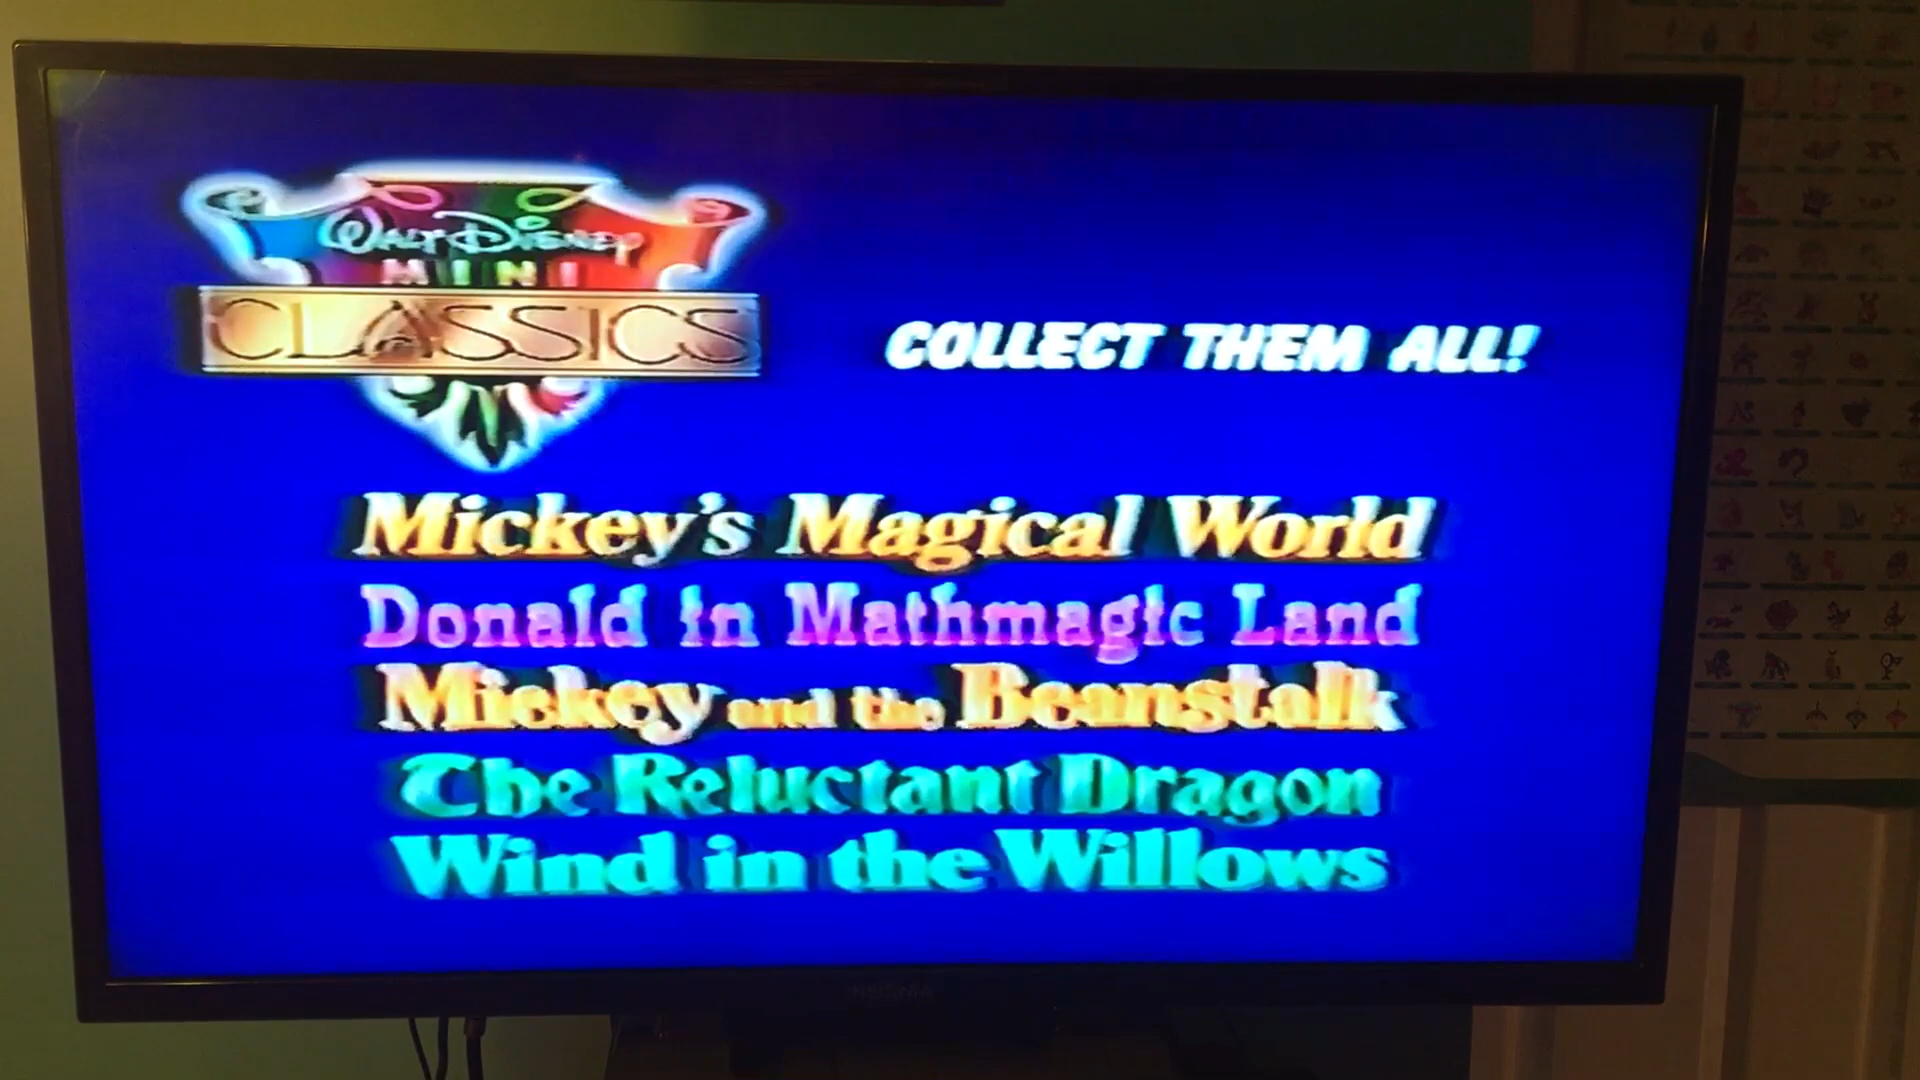 WALT DISNEY
MINI
CLASSICS
COLLECT THEM ALL!
Mickey's Magical World
Donald in Mathmagic Land
Mickey and the Beanstalk
The Reluctant Dragon
Wind in the Willows
INSIGNIA